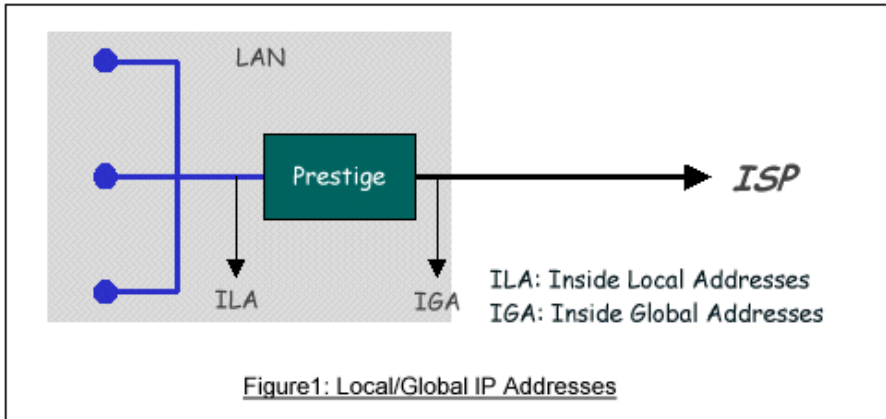 LAN
Prestige
ISP
ILA
IGA
ILA: Inside Local Addresses
IGA: Inside Global Addresses
Figure1: Local/Global IP Addresses